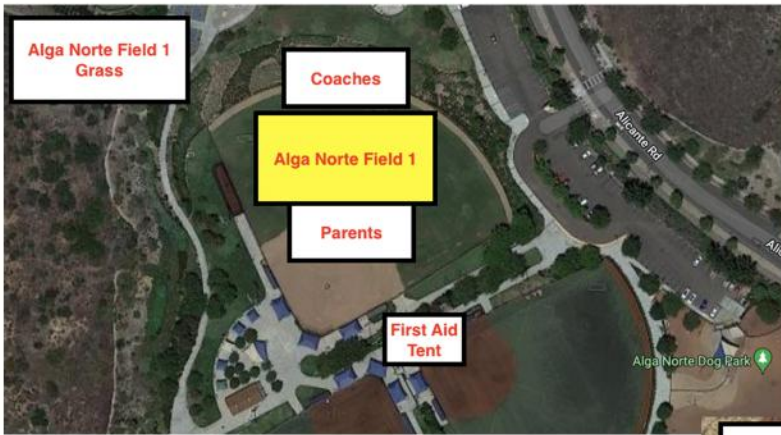 Alga Norte Field 1
Grass
Coaches
Alga Norte Field 1
Alicante Rd
Parents
First Aid
Tent
Alga Norte Dog Park